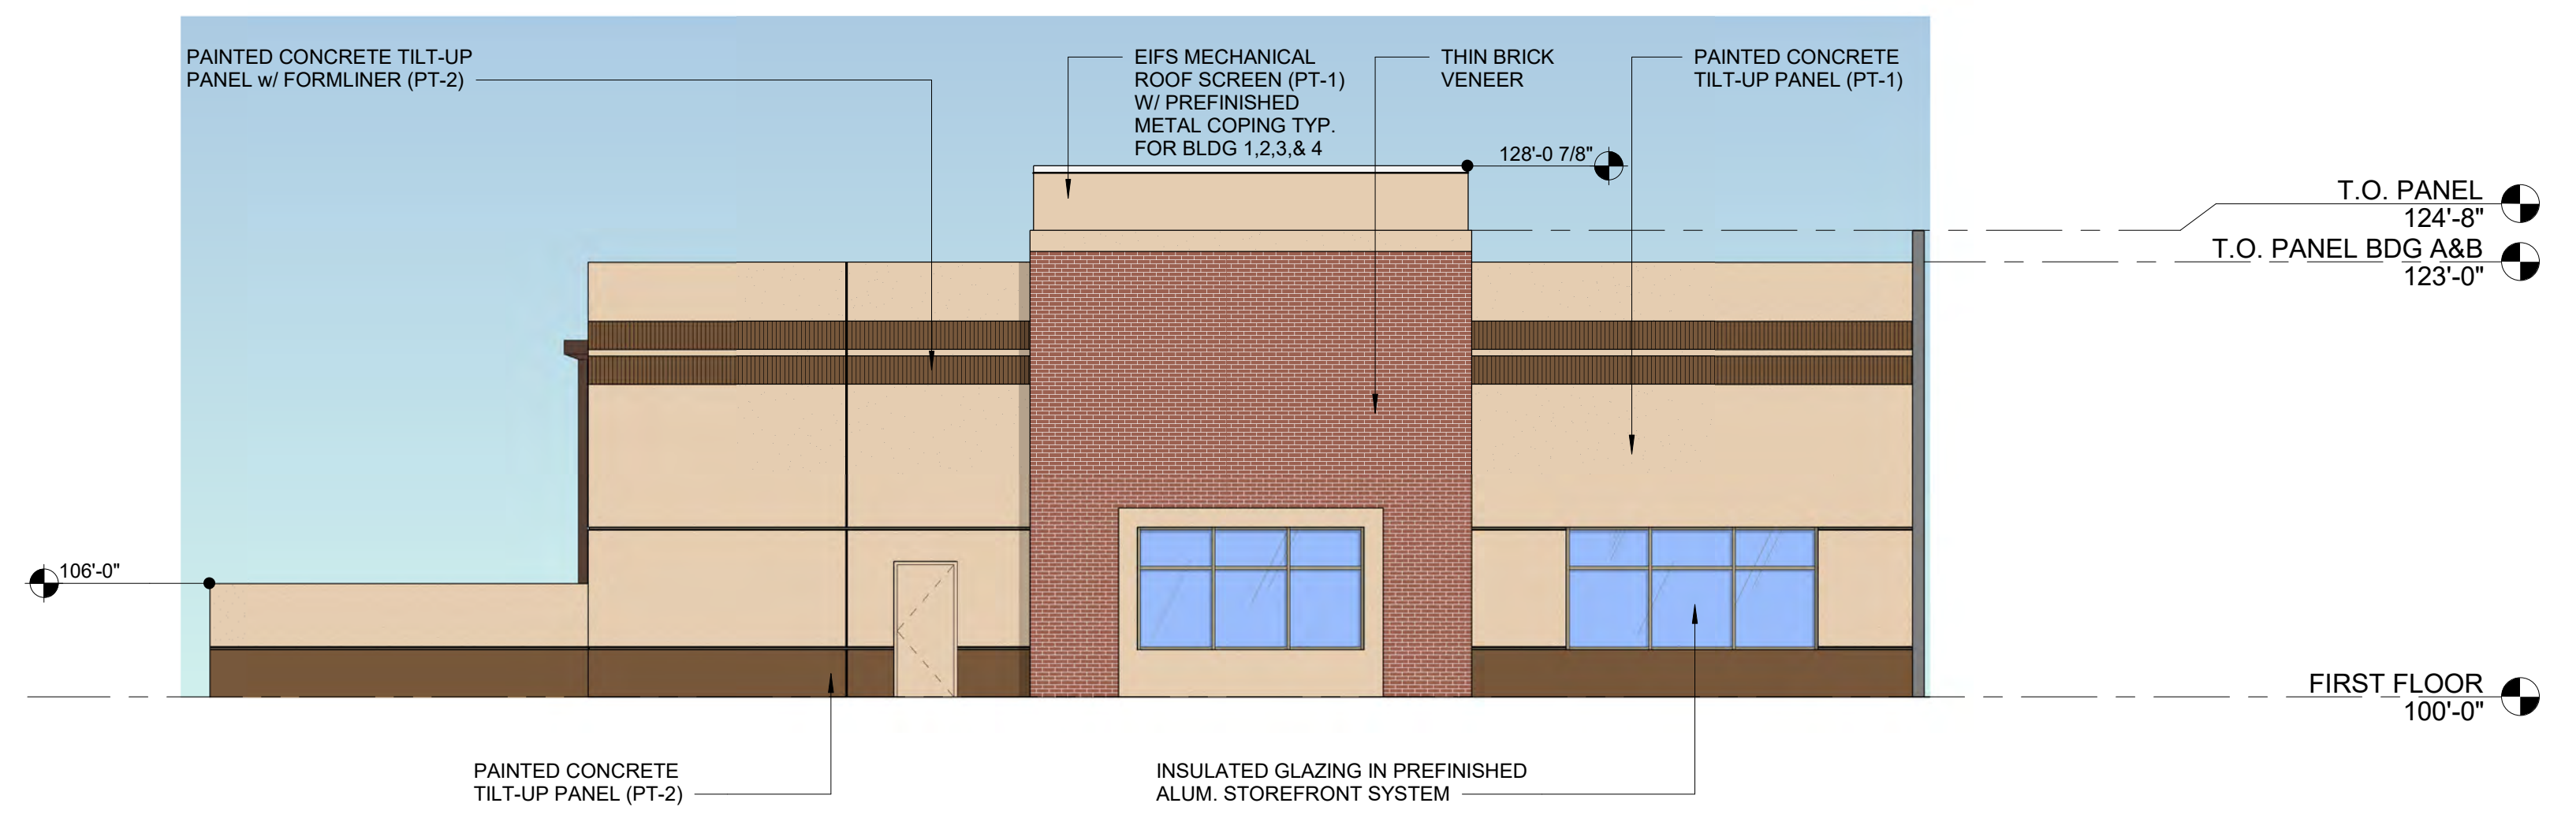 PAINTED CONCRETE TILT-UP
PANEL w/ FORMLINER (PT-2)
EIFS MECHANICAL
ROOF SCREEN (PT-1)
W/ PREFINISHED
METAL COPING TYP.
FOR BLDG 1,2,3,& 4
THIN BRICK
VENEER
PAINTED CONCRETE
TILT-UP PANEL (PT-1)
128'-0 7/8"
T.O. PANEL
124'-8"
T.O. PANEL BDG A&B
123'-0"
106'-0"
FIRST FLOOR
100'-0"
PAINTED CONCRETE
TILT-UP PANEL (PT-2)
INSULATED GLAZING IN PREFINISHED
ALUM. STOREFRONT SYSTEM